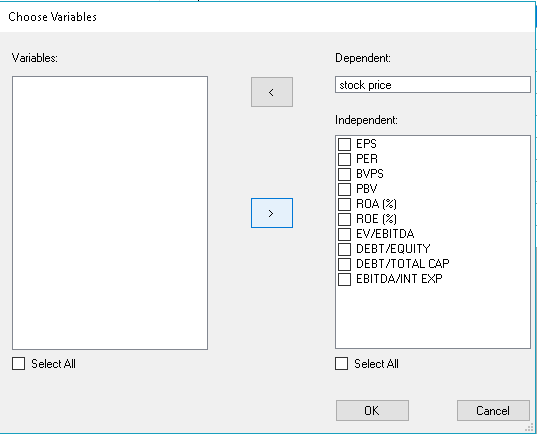 Choose Variables
Variables:
Dependent:
<
stock price
Independent:
EPS
PER
BVPS
PBV
ROA (%)
>
ROE (%)
EV/EBITDA
DEBT/EQUITY
DEBT/TOTAL CAP
EBITDA/INT EXP
Select All
Select All
OK
Cancel